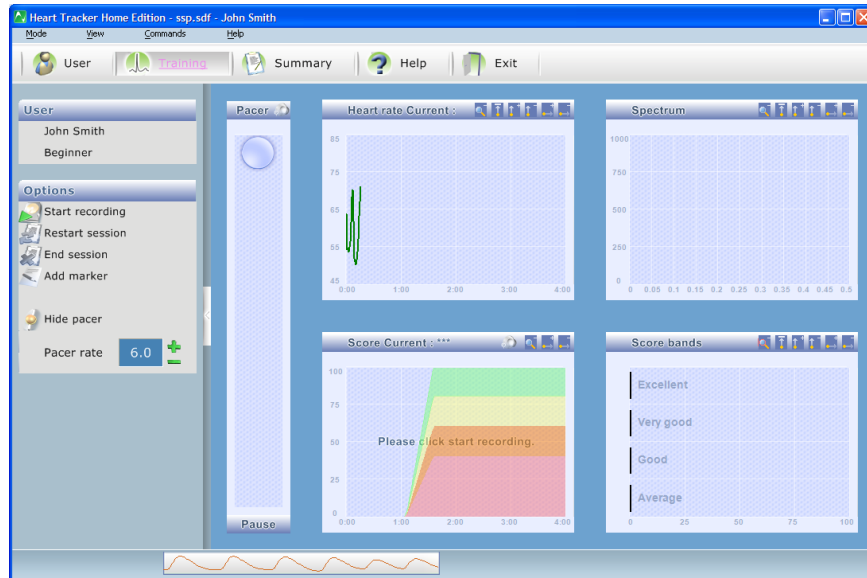 Heart Tracker Home Edition - ssp.sdf - John Smith
Mode View Commands Help
User Training Summary Help Exit
User
John Smith
Beginner
Options
Start recording
Restart session
End session
Add marker
Hide pacer
Pacer rate 6.0
Pacer
Pause
Heart rate Current :
85
75
65
55
45
0:00 1:00 2:00 3:00 4:00
Spectrum
1000
750
500
250
0
0 0.05 0.1 0.15 0.2 0.25 0.3 0.35 0.4 0.45 0.5
Score Current : ***
100
75
50
25
0
Please click start recording.
0:00 1:00 2:00 3:00 4:00
Score bands
Excellent
Very good
Good
Average
0 25 50 75 100